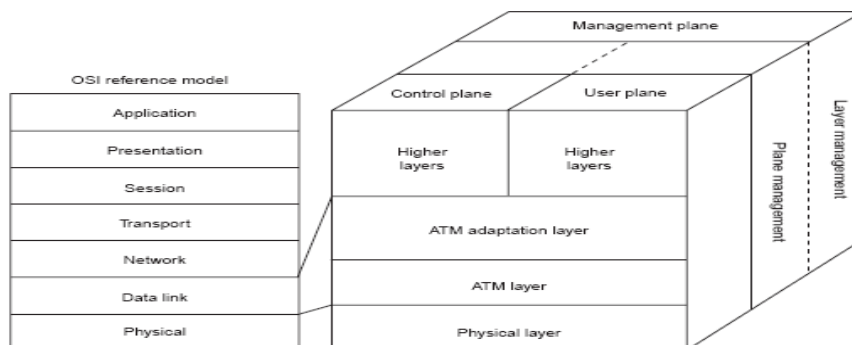 Management plane
OSI reference model
Control plane
User plane
Application
Presentation
Session
Transport
Network
Data link
Physical
Higher
layers
Higher
layers
ATM adaptation layer
ATM layer
Physical layer
Plane management
Layer management